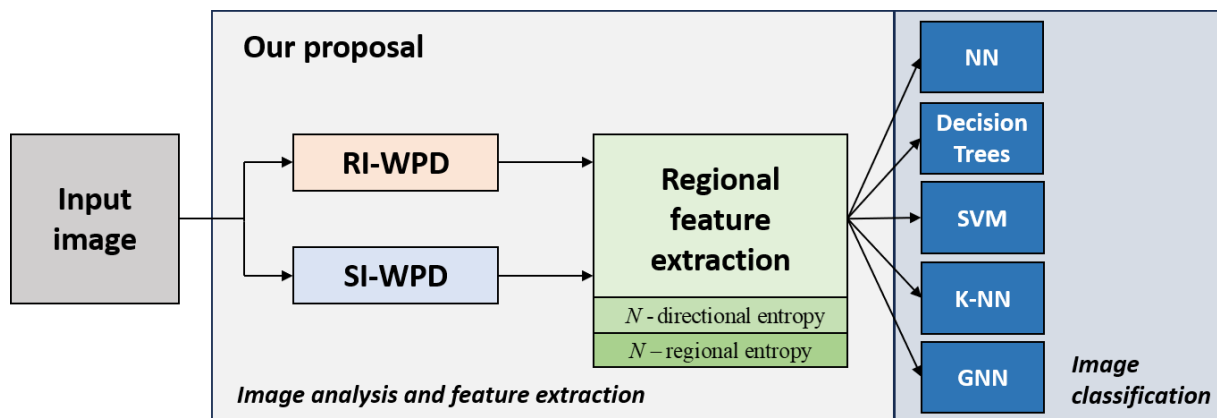 Our proposal
Input
image
RI-WPD
SI-WPD
Regional
feature
extraction
N - directional entropy
N – regional entropy
Image analysis and feature extraction
NN
Decision
Trees
SVM
K-NN
GNN
Image
classification